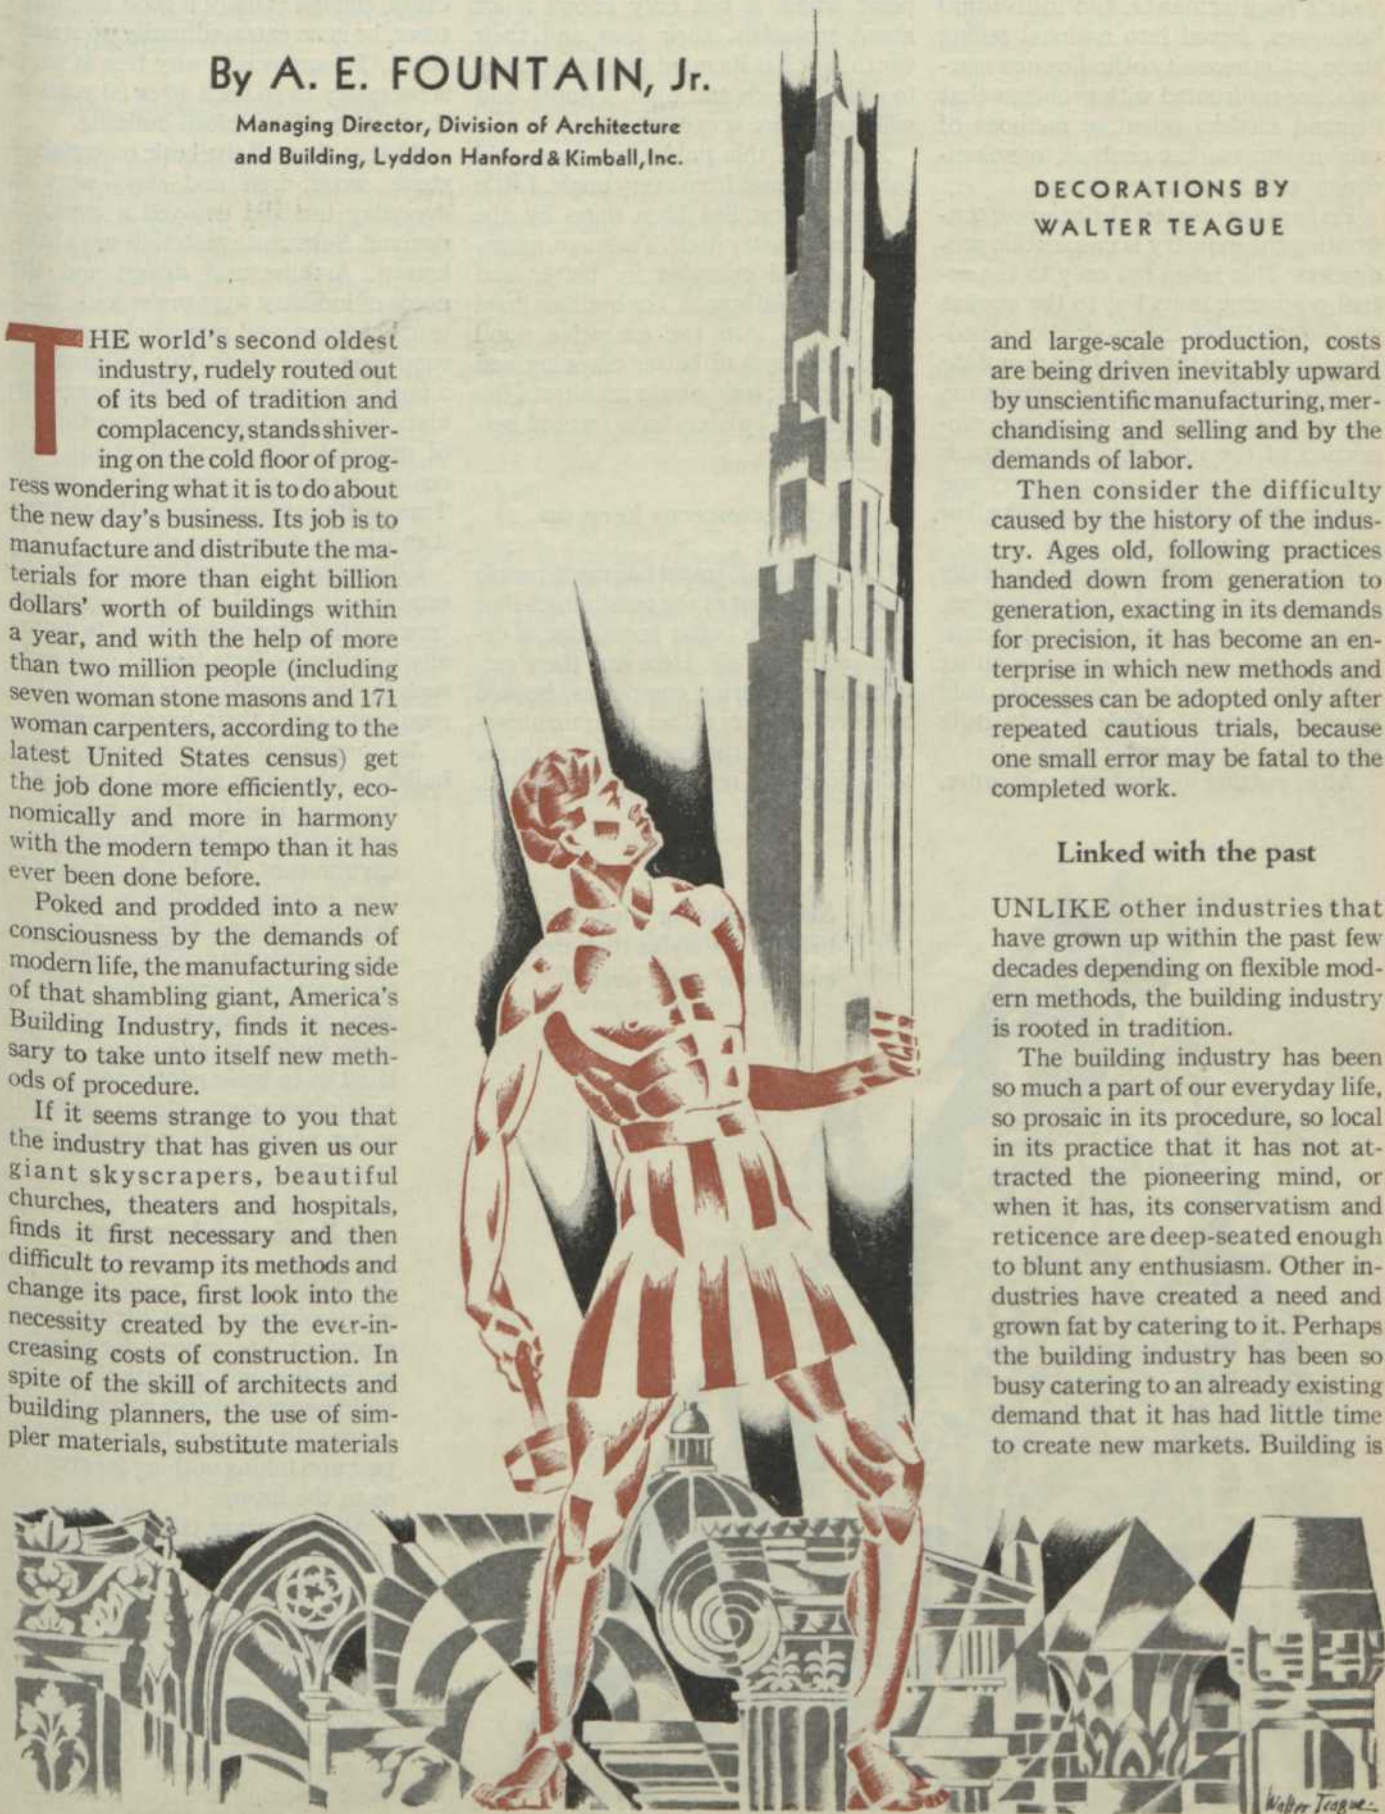 By A. E. FOUNTAIN, Jr.
Managing Director, Division of Architecture
and Building, Lyddon Hanford & Kimball, Inc.
DECORATIONS BY
WALTER TEAGUE
THE world's second oldest
industry, rudely routed out
of its bed of tradition and
complacency, stands shiver-
ing on the cold floor of prog-
ress wondering what it is to do about
the new day's business. Its job is to
manufacture and distribute the ma-
terials for more than eight billion
dollars' worth of buildings within
a year, and with the help of more
than two million people (including
seven woman stone masons and 171
woman carpenters, according to the
latest United States census) get
the job done more efficiently, eco-
nomically and more in harmony
with the modern tempo than it has
ever been done before.
Poked and prodded into a new
consciousness by the demands of
modern life, the manufacturing side
of that shambling giant, America's
Building Industry, finds it neces-
sary to take unto itself new meth-
ods of procedure.
If it seems strange to you that
the industry that has given us our
giant skyscrapers, beautiful
churches, theaters and hospitals,
finds it first necessary and then
difficult to revamp its methods and
change its pace, first look into the
necessity created by the ever-in-
creasing costs of construction. In
spite of the skill of architects and
building planners, the use of sim-
pler materials, substitute materials
and large-scale production, costs
are being driven inevitably upward
by unscientific manufacturing, mer-
chandising and selling and by the
demands of labor.
Then consider the difficulty
caused by the history of the indus-
try. Ages old, following practices
handed down from generation to
generation, exacting in its demands
for precision, it has become an en-
terprise in which new methods and
processes can be adopted only after
repeated cautious trials, because
one small error may be fatal to the
completed work.
Linked with the past
UNLIKE other industries that
have grown up within the past few
decades depending on flexible mod-
ern methods, the building industry
is rooted in tradition.
The building industry has been
so much a part of our everyday life,
so prosaic in its procedure, so local
in its practice that it has not at-
tracted the pioneering mind, or
when it has, its conservatism and
reticence are deep-seated enough
to blunt any enthusiasm. Other in-
dustries have created a need and
grown fat by catering to it. Perhaps
the building industry has been so
busy catering to an already existing
demand that it has had little time
to create new markets. Building is
Walter Teague-